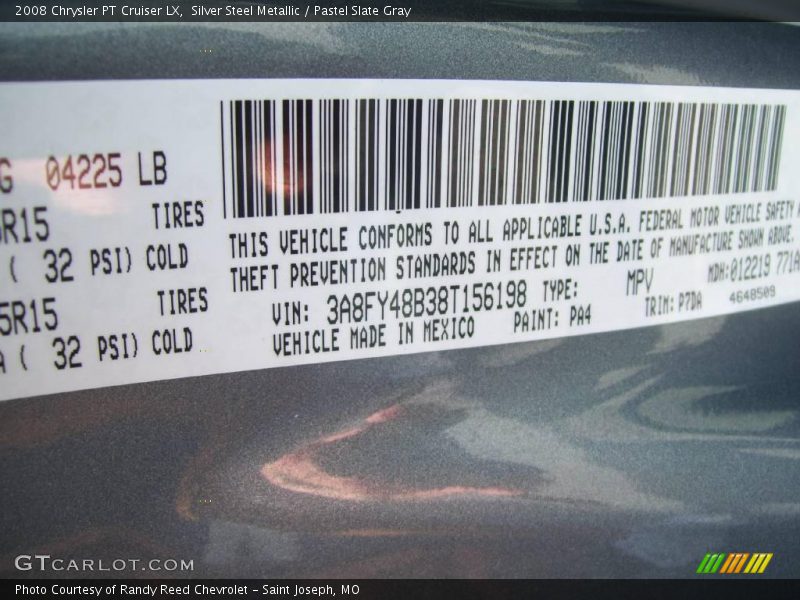 2008 Chrysler PT Cruiser LX, Silver Steel Metallic / Pastel Slate Gray
G 04225 LB
5R15 TIRES
( 32 PSI) COLD
5R15 TIRES
A ( 32 PSI) COLD
THIS VEHICLE CONFORMS TO ALL APPLICABLE U.S.A. FEDERAL MOTOR VEHICLE SAFETY
THEFT PREVENTION STANDARDS IN EFFECT ON THE DATE OF MANUFACTURE SHOWN ABOVE.
VIN: 3A8FY48B38T156198 TYPE: MPV MDH:012219 771A
VEHICLE MADE IN MEXICO PAINT: PA4 TRIM: P7DA 4648509
GTCARLOT.COM
Photo Courtesy of Randy Reed Chevrolet – Saint Joseph, MO